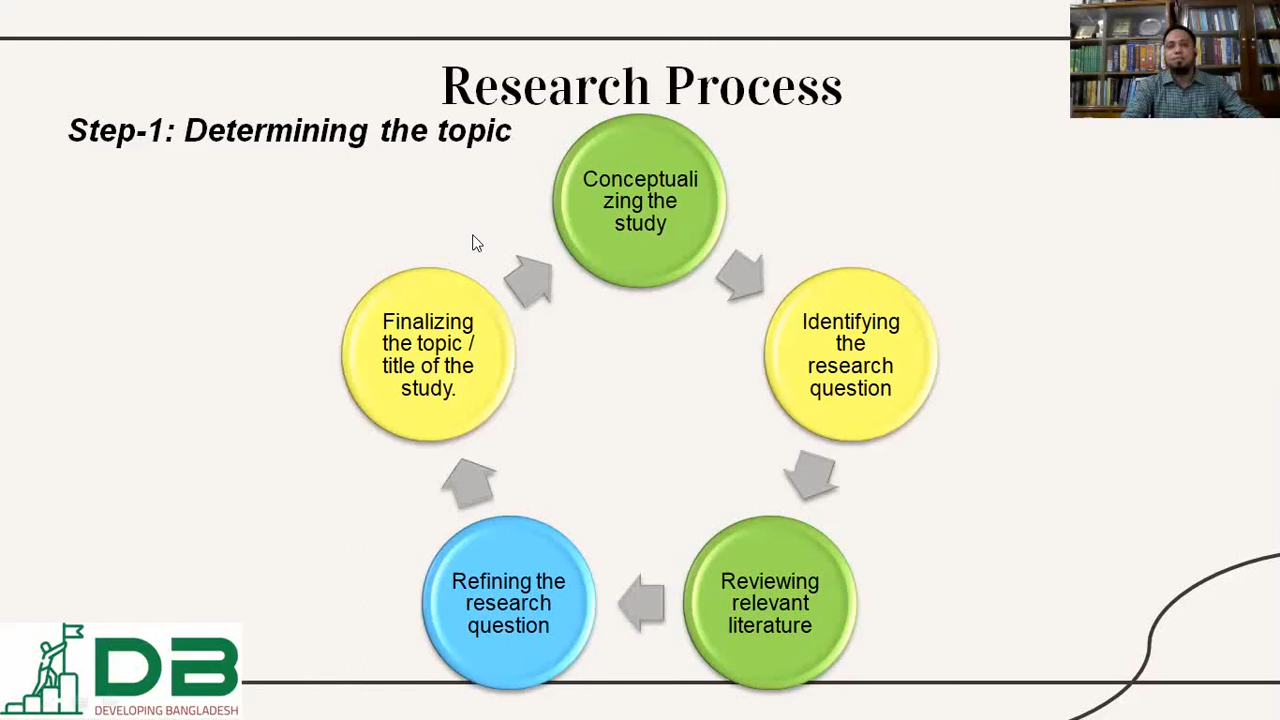 Research Process
Step-1: Determining the topic
Conceptuali
zing the
study
Identifying
the
research
question
Reviewing
relevant
literature
Refining the
research
question
Finalizing
the topic /
title of the
study.
DB
DEVELOPING BANGLADESH